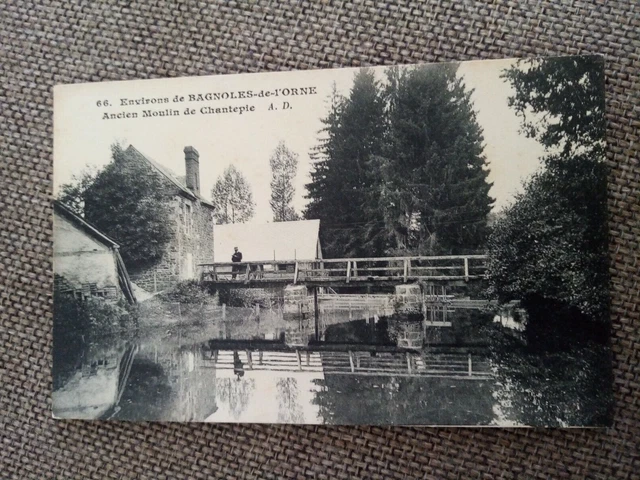 66. Environs de BAGNOLES-de-l'ORNE
Ancien Moulin de Chantepie A. D.